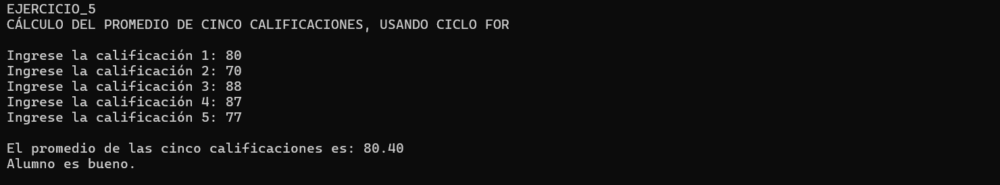 EJERCICIO_5
CÁLCULO DEL PROMEDIO DE CINCO CALIFICACIONES, USANDO CICLO FOR
Ingrese la calificación 1: 80
Ingrese la calificación 2: 70
Ingrese la calificación 3: 88
Ingrese la calificación 4: 87
Ingrese la calificación 5: 77
El promedio de las cinco calificaciones es: 80.40
Alumno es bueno.